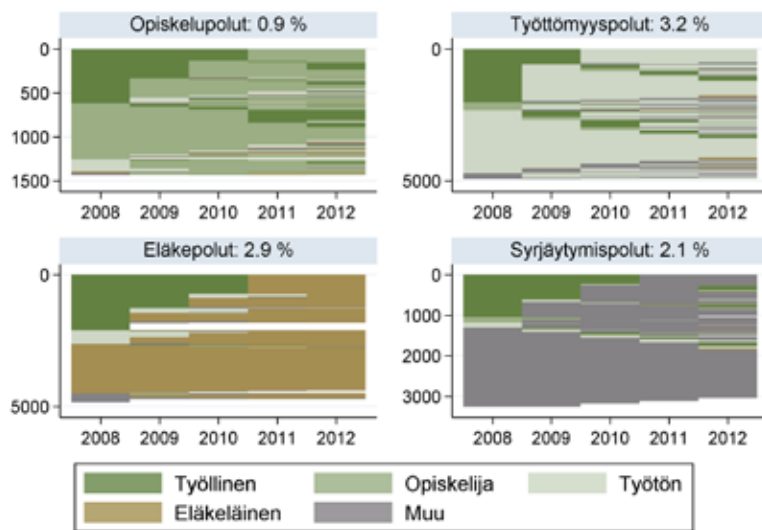 Opiskelupolut: 0.9 %
0
500
1000
1500
2008 2009 2010 2011 2012
Työttömyyspolut: 3.2 %
0
5000
2008 2009 2010 2011 2012
Eläkepolut: 2.9 %
0
5000
2008 2009 2010 2011 2012
Syrjäytymispolut: 2.1 %
0
1000
2000
3000
2008 2009 2010 2011 2012
Työllinen Opiskelija Työtön
Eläkeläinen Muu